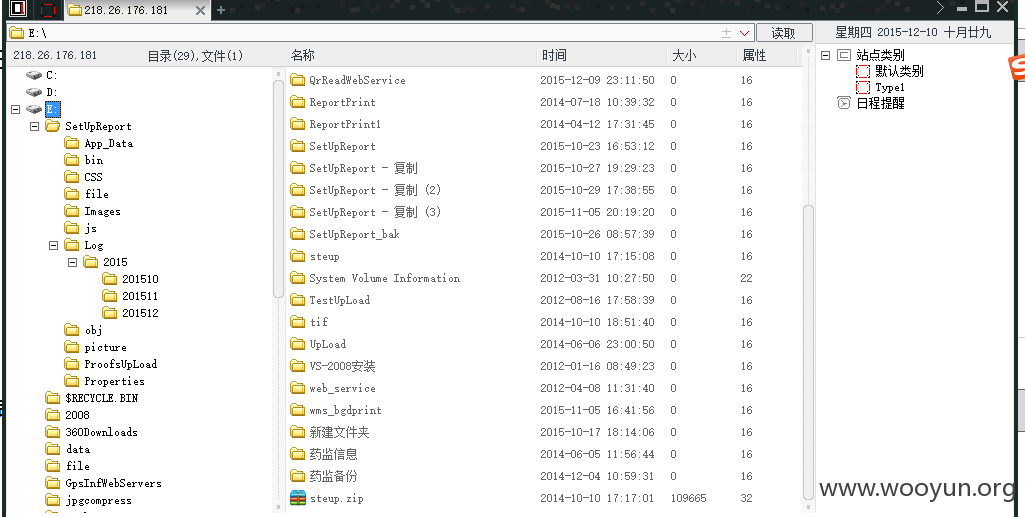 218.26.176.181
E:\
读取
星期四 2015-12-10 十月廿九
218.26.176.181 目录(29),文件(1)
名称 时间 大小 属性
C:
D:
E:
SetUpReport
App_Data
bin
CSS
file
Images
js
Log
2015
201510
201511
201512
obj
picture
ProofsUpLoad
Properties
$RECYCLE.BIN
2008
360Downloads
data
file
GpsInfWebServers
jpgcompress
QrReadWebService 2015-12-09 23:11:50 0 16
ReportPrint 2014-07-18 10:39:32 0 16
ReportPrint1 2014-04-12 17:31:45 0 16
SetUpReport 2015-10-23 16:53:12 0 16
SetUpReport - 复制 2015-10-27 19:29:23 0 16
SetUpReport - 复制 (2) 2015-10-29 17:38:55 0 16
SetUpReport - 复制 (3) 2015-11-05 20:19:20 0 16
SetUpReport_bak 2015-10-26 08:57:39 0 16
steup 2014-10-10 17:15:08 0 16
System Volume Information 2012-03-31 10:27:50 0 22
TestUpLoad 2012-08-16 17:58:39 0 16
tif 2014-10-10 18:51:40 0 16
UpLoad 2014-06-06 23:00:50 0 16
VS-2008安装 2012-01-16 08:49:23 0 16
web_service 2012-04-08 11:31:40 0 16
wms_bgdprint 2015-11-05 16:41:56 0 16
新建文件夹 2015-10-17 18:14:06 0 16
药监信息 2014-06-05 11:56:44 0 16
药监备份 2014-12-04 10:59:31 0 16
steup.zip 2014-10-10 17:17:01 109665 32
站点类别
默认类别
Type1
日程提醒
www.wooyun.org